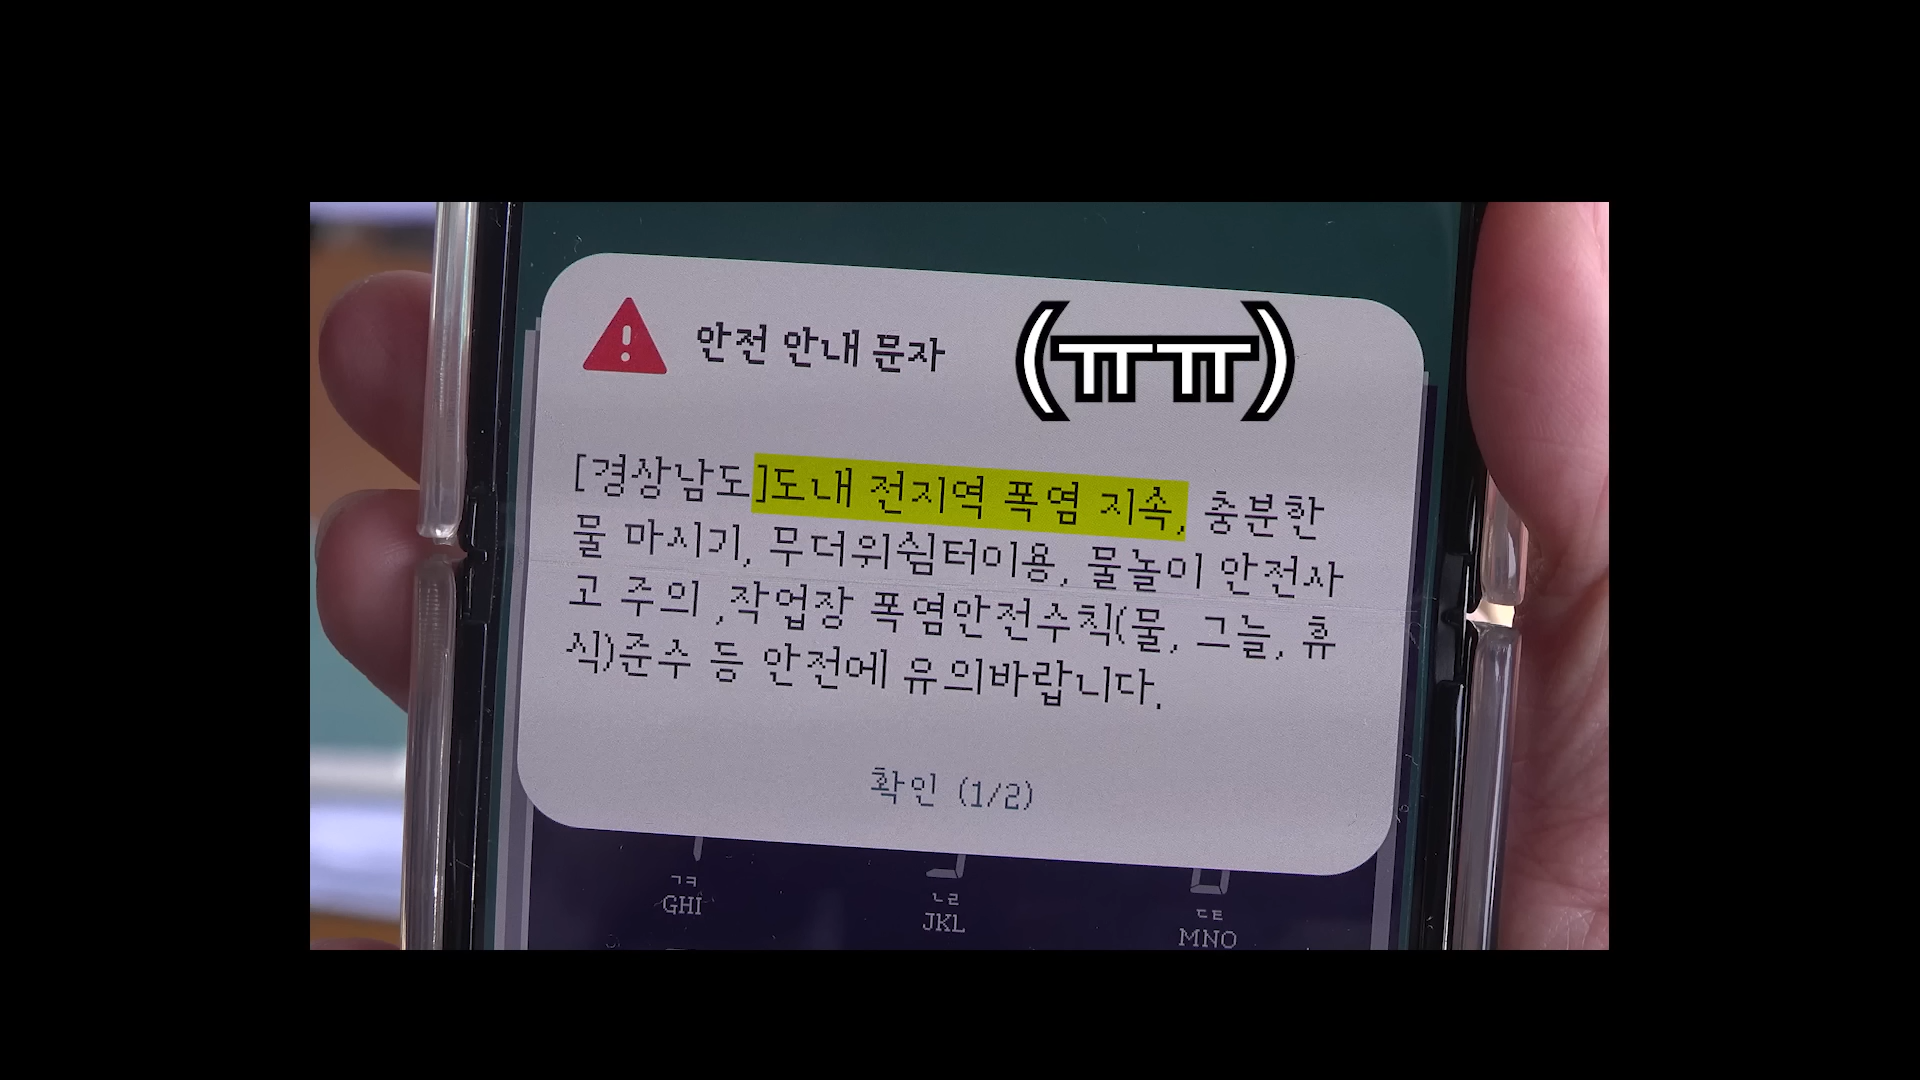 안전 안내 문자 (ㅠㅠ)
[경상남도]도내 전지역 폭염 지속, 충분한
물 마시기, 무더위쉼터이용, 물놀이 안전사
고 주의 ,작업장 폭염안전수칙(물, 그늘, 휴
식)준수 등 안전에 유의바랍니다.
확인 (1/2)
ㄱㅋ ㄴㄹ ㄷㅌ
GHI JKL MNO